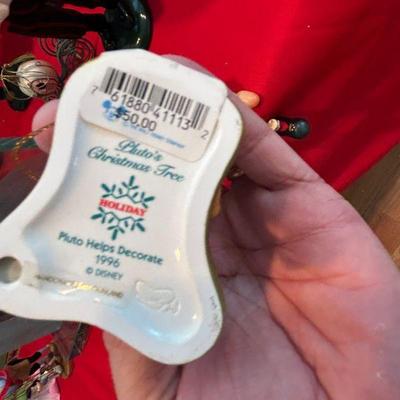 7 61880 41113 2
$50.00
Pluto's
Christmas Tree
HOLIDAY
Pluto Helps Decorate
1996
© DISNEY